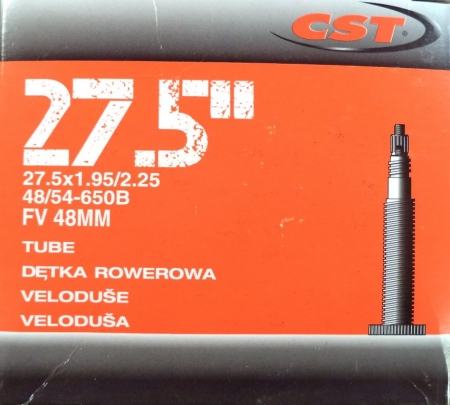 CST®
27.5"
27.5x1.95/2.25
48/54-650B
FV 48MM
TUBE
DĘTKA ROWEROWA
VELODUŠE
VELODUŠA